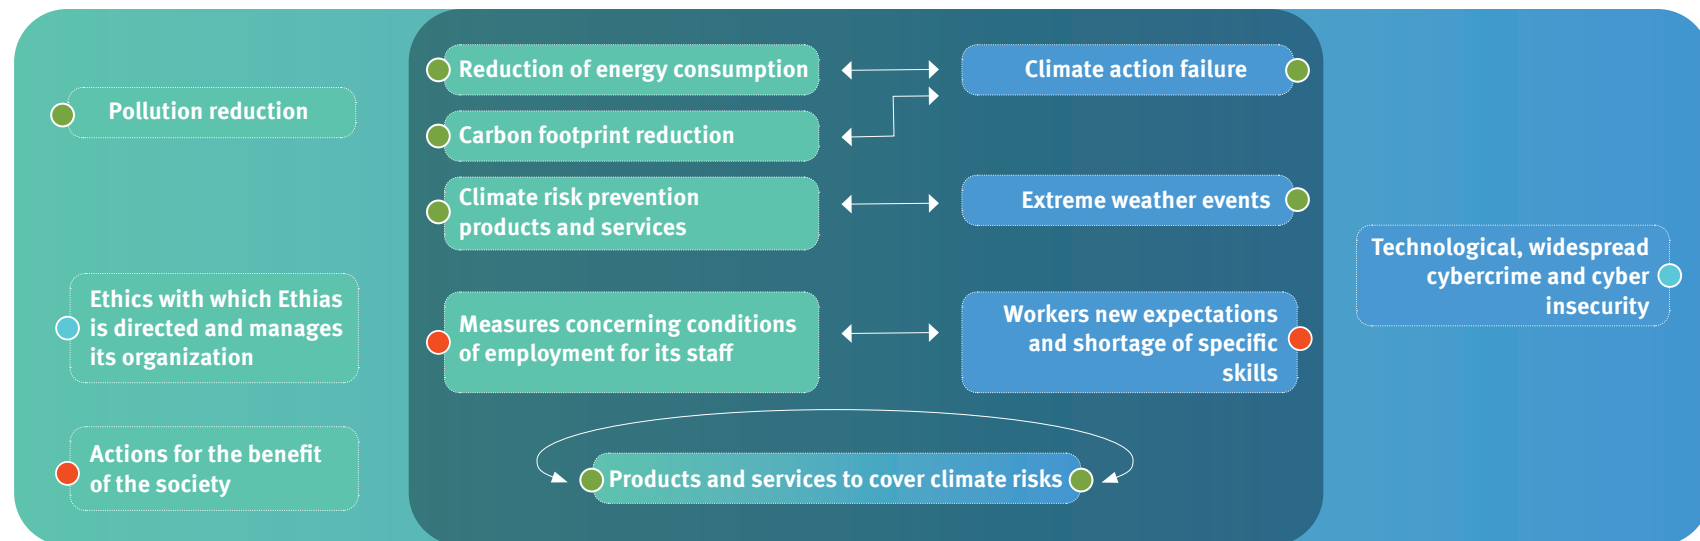 Pollution reduction
Ethics with which Ethias
is directed and manages
its organization
Actions for the benefit
of the society
Reduction of energy consumption
Carbon footprint reduction
Climate risk prevention
products and services
Measures concerning conditions
of employment for its staff
Climate action failure
Extreme weather events
Workers new expectations
and shortage of specific
skills
Products and services to cover climate risks
Technological, widespread
cybercrime and cyber
insecurity